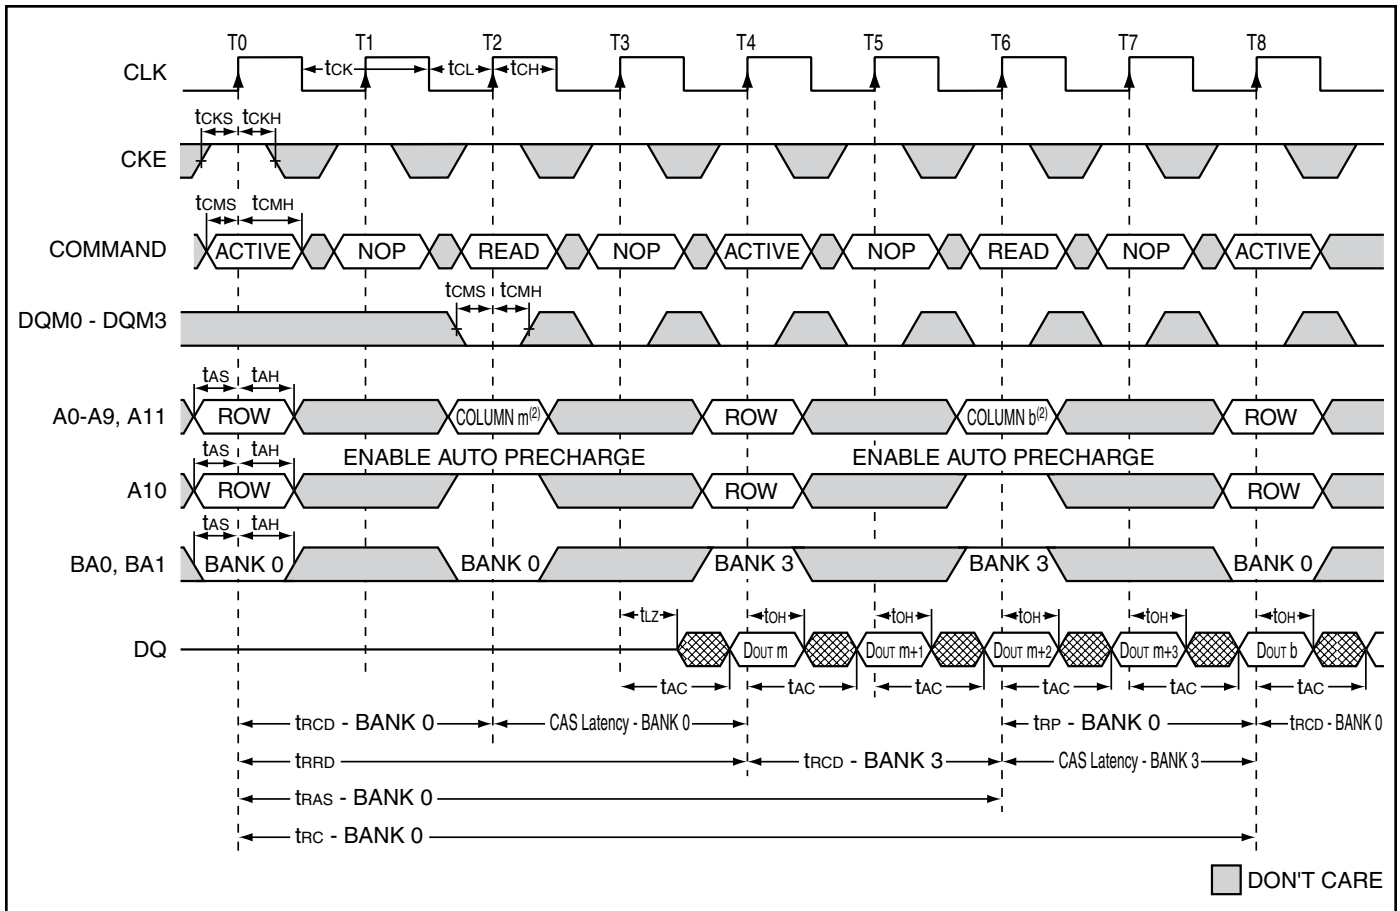 T0 T1 T2 T3 T4 T5 T6 T7 T8
CLK tCK tCL tCH
tCKS tCKH
CKE
tCMS tCMH
COMMAND ACTIVE NOP READ NOP ACTIVE NOP READ NOP ACTIVE
tCMS tCMH
DQM0 - DQM3
tAS tAH
A0-A9, A11 ROW COLUMN m(2) ROW COLUMN b(2) ROW
tAS tAH ENABLE AUTO PRECHARGE ENABLE AUTO PRECHARGE
A10 ROW ROW ROW
tAS tAH
BA0, BA1 BANK 0 BANK 0 BANK 3 BANK 3 BANK 0
tLZ tOH tOH tOH tOH tOH
DQ DOUT m DOUT m+1 DOUT m+2 DOUT m+3 DOUT b
tAC tAC tAC tAC tAC tAC
tRCD - BANK 0 CAS Latency - BANK 0 tRP - BANK 0 tRCD - BANK 0
tRRD tRCD - BANK 3 CAS Latency - BANK 3
tRAS - BANK 0
tRC - BANK 0
DON'T CARE